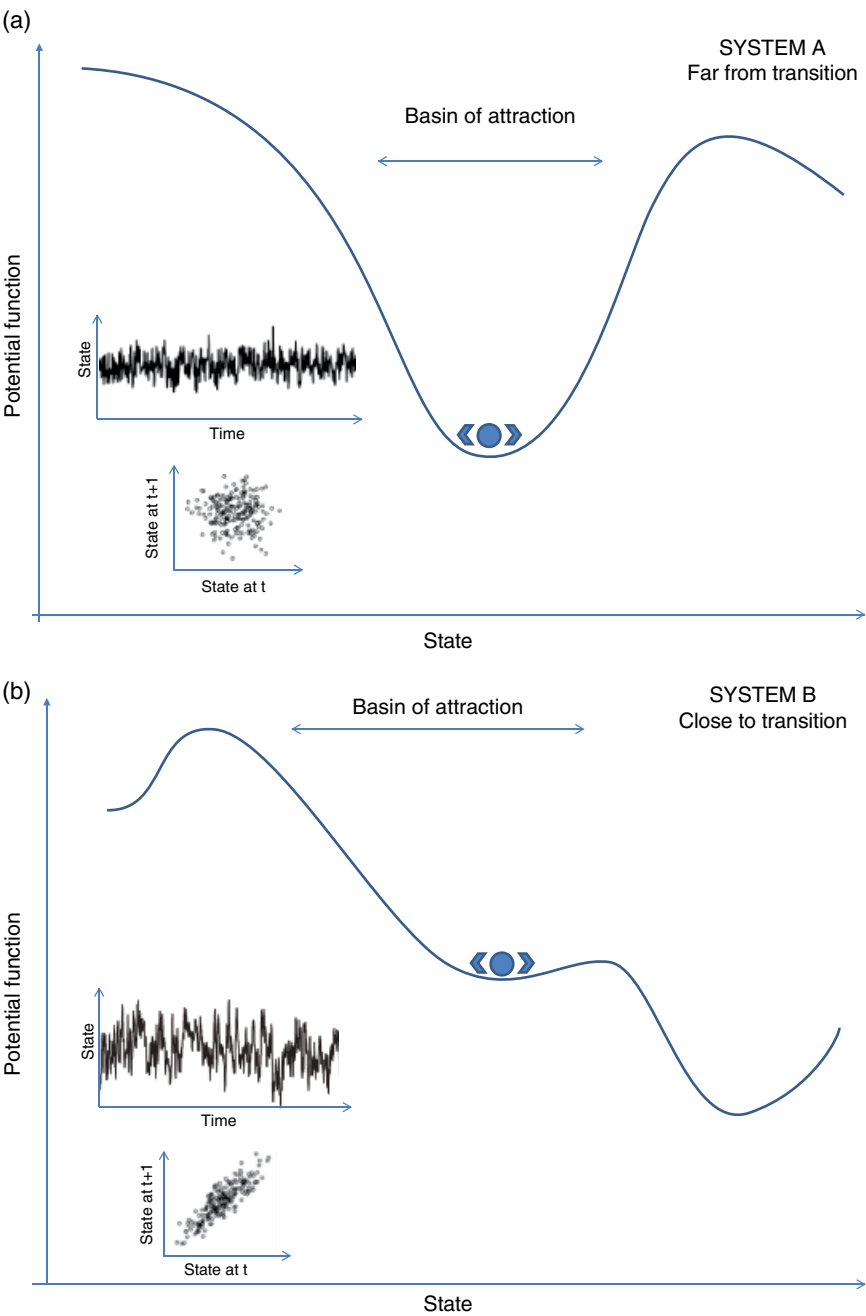 (a)
SYSTEM A
Far from transition
Basin of attraction
Potential function
State
Time
State at t+1
State at t
State
(b)
SYSTEM B
Close to transition
Basin of attraction
Potential function
State
Time
State at t+1
State at t
State